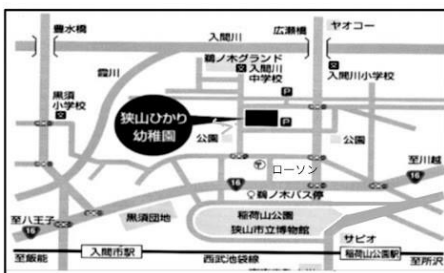 豊水橋
広瀬橋
ヤオコー
入間川
鵜ノ木グランド
入間川
中学校
入間川小学校
霞川
黒須
小学校
P
狭山ひかり
幼稚園
P
公園
公園
ローソン
至川越
16
16
♀鵜ノ木バス停
至八王子
黒須団地
稲荷山公園
狭山市立博物館
16
サピオ
至飯能
入間市駅
西武池袋線
稲荷山公園駅
至所沢